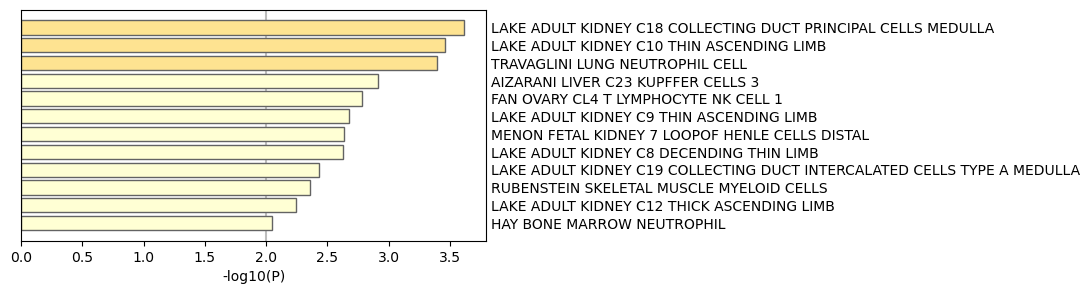 LAKE ADULT KIDNEY C18 COLLECTING DUCT PRINCIPAL CELLS MEDULLA
LAKE ADULT KIDNEY C10 THIN ASCENDING LIMB
TRAVAGLINI LUNG NEUTROPHIL CELL
AIZARANI LIVER C23 KUPFFER CELLS 3
FAN OVARY CL4 T LYMPHOCYTE NK CELL 1
LAKE ADULT KIDNEY C9 THIN ASCENDING LIMB
MENON FETAL KIDNEY 7 LOOPOF HENLE CELLS DISTAL
LAKE ADULT KIDNEY C8 DECENDING THIN LIMB
LAKE ADULT KIDNEY C19 COLLECTING DUCT INTERCALATED CELLS TYPE A MEDULLA
RUBENSTEIN SKELETAL MUSCLE MYELOID CELLS
LAKE ADULT KIDNEY C12 THICK ASCENDING LIMB
HAY BONE MARROW NEUTROPHIL
0.0 0.5 1.0 1.5 2.0 2.5 3.0 3.5
-log10(P)